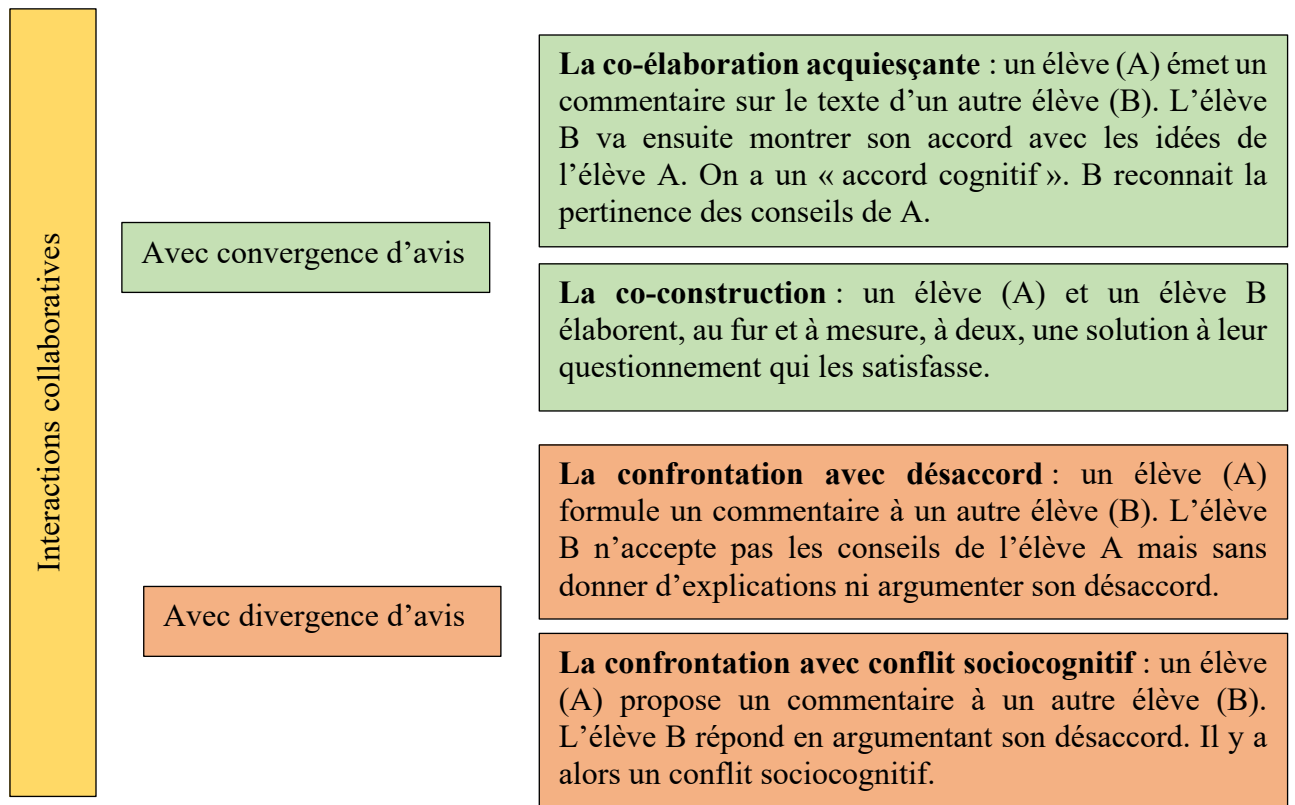 Interactions collaboratives
Avec convergence d’avis
La co-élaboration acquiesçante : un élève (A) émet un
commentaire sur le texte d’un autre élève (B). L’élève
B va ensuite montrer son accord avec les idées de
l’élève A. On a un « accord cognitif ». B reconnait la
pertinence des conseils de A.
La co-construction : un élève (A) et un élève B
élaborent, au fur et à mesure, à deux, une solution à leur
questionnement qui les satisfasse.
Avec divergence d’avis
La confrontation avec désaccord : un élève (A)
formule un commentaire à un autre élève (B). L’élève
B n’accepte pas les conseils de l’élève A mais sans
donner d’explications ni argumenter son désaccord.
La confrontation avec conflit sociocognitif : un élève
(A) propose un commentaire à un autre élève (B).
L’élève B répond en argumentant son désaccord. Il y a
alors un conflit sociocognitif.